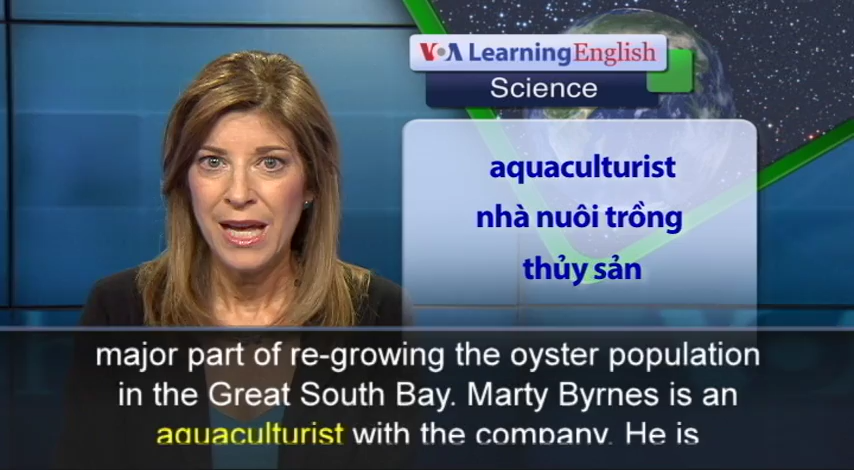 VOA Learning English
Science
aquaculturist
nhà nuôi trồng
thủy sản
major part of re-growing the oyster population
in the Great South Bay. Marty Byrnes is an
aquaculturist with the company. He is